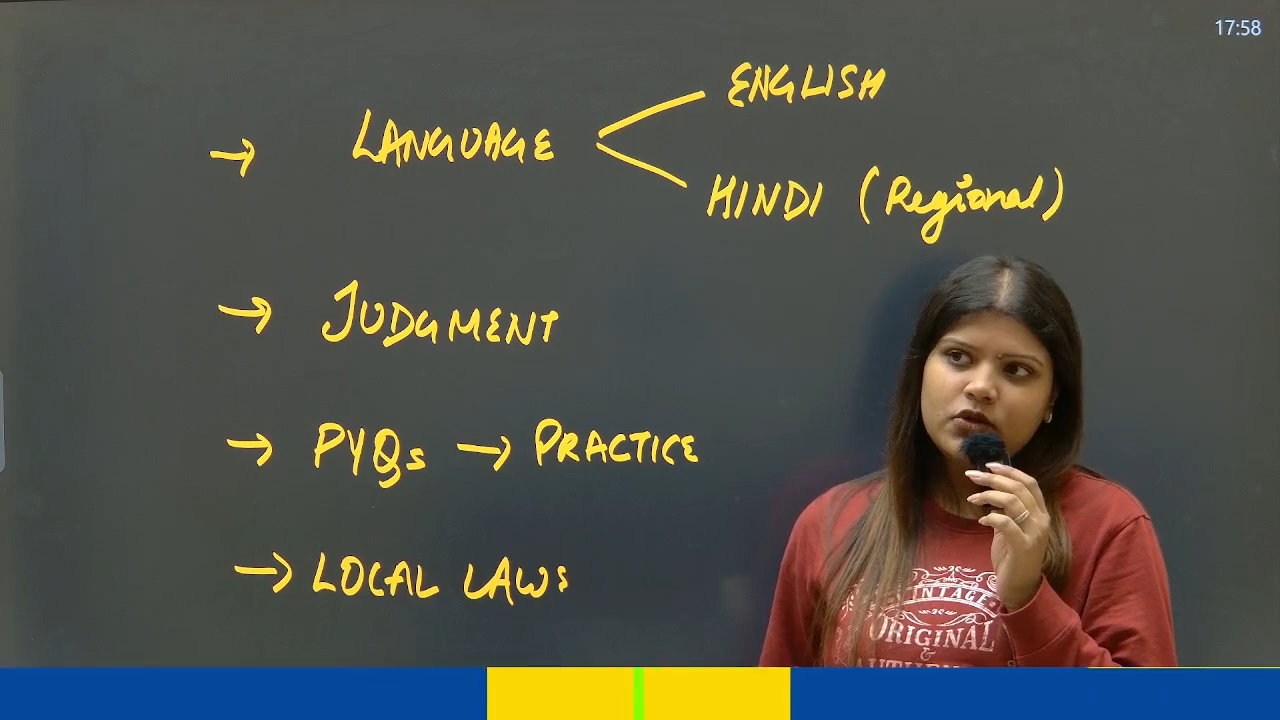 17:58
ENGLISH
→ LANGUAGE
HINDI (Regional)
→ JUDGMENT
→ PYQs → PRACTICE
→ LOCAL LAWs
VINTAGE
ORIGINAL
&